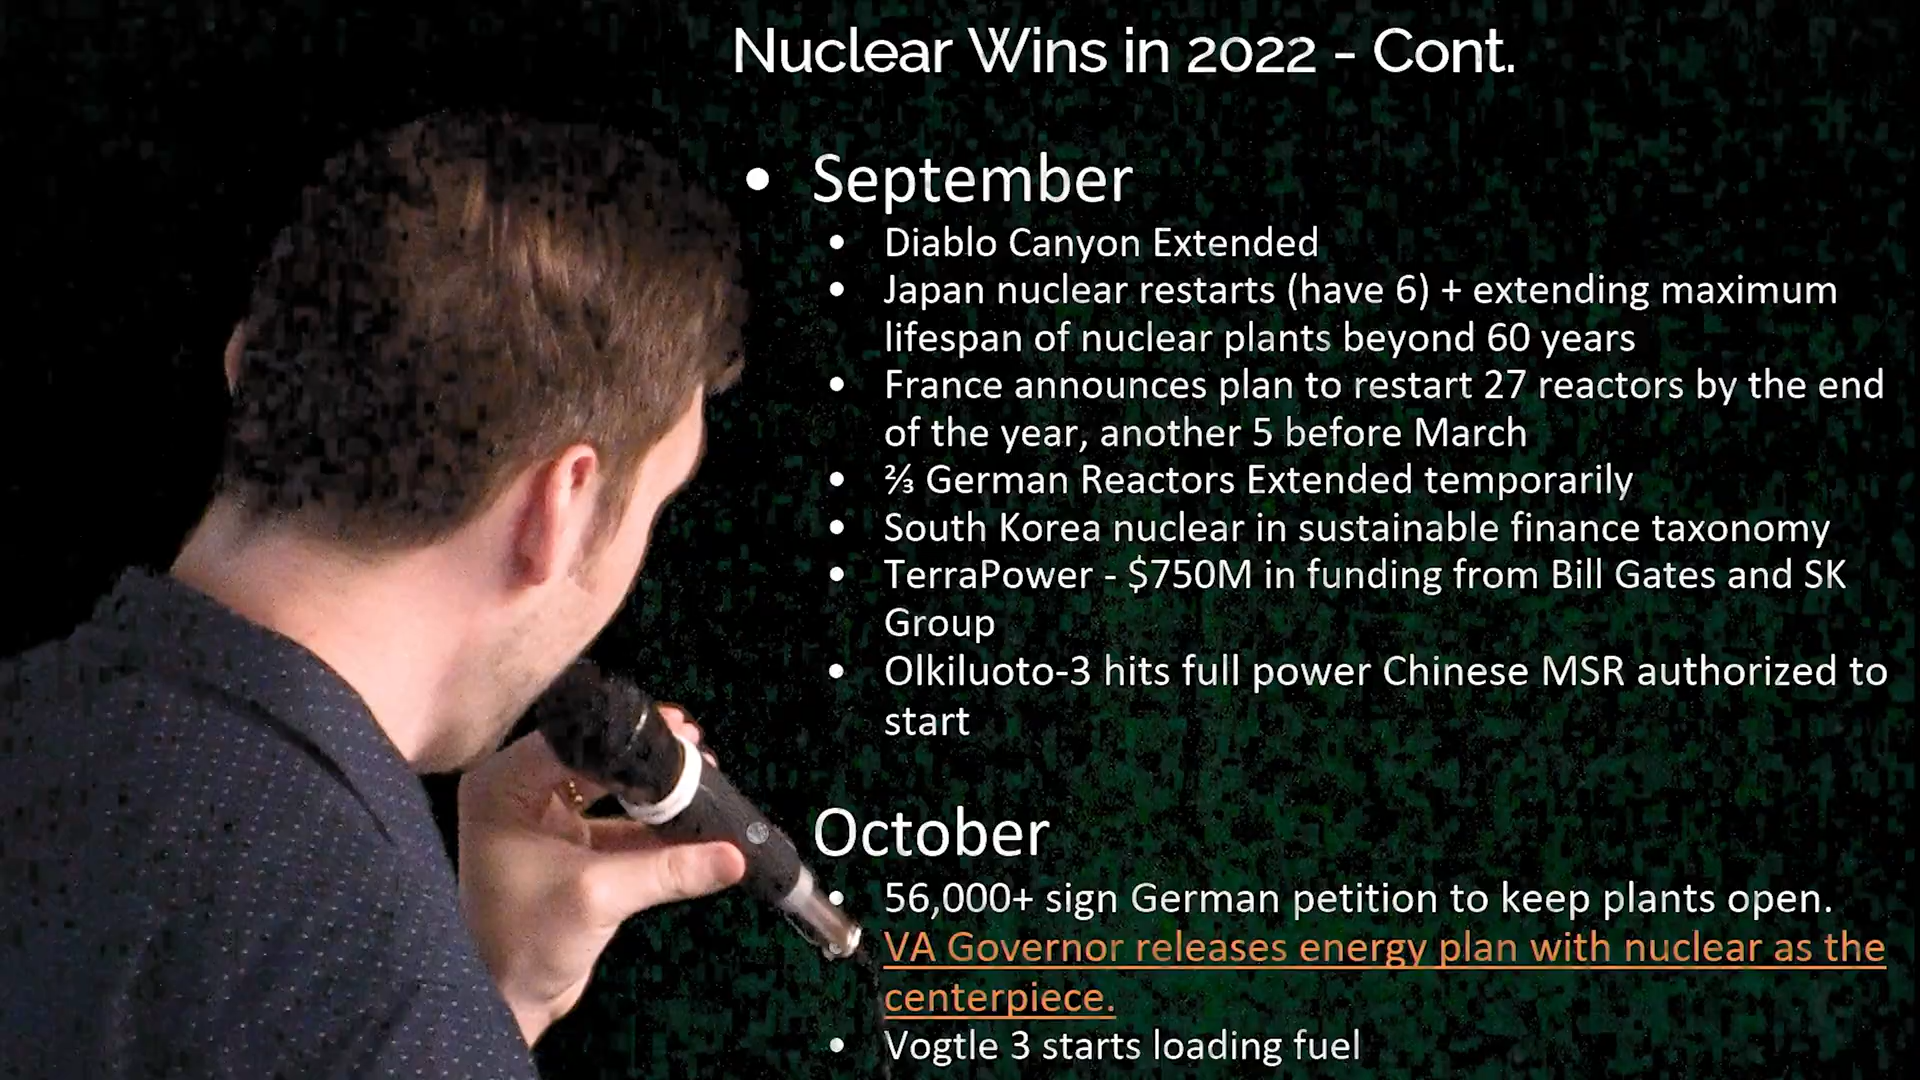 Nuclear Wins in 2022 - Cont.
• September
• Diablo Canyon Extended
• Japan nuclear restarts (have 6) + extending maximum
lifespan of nuclear plants beyond 60 years
• France announces plan to restart 27 reactors by the end
of the year, another 5 before March
• ⅔ German Reactors Extended temporarily
• South Korea nuclear in sustainable finance taxonomy
• TerraPower - $750M in funding from Bill Gates and SK
Group
• Olkiluoto-3 hits full power Chinese MSR authorized to
start
October
• 56,000+ sign German petition to keep plants open.
• VA Governor releases energy plan with nuclear as the
centerpiece.
• Vogtle 3 starts loading fuel